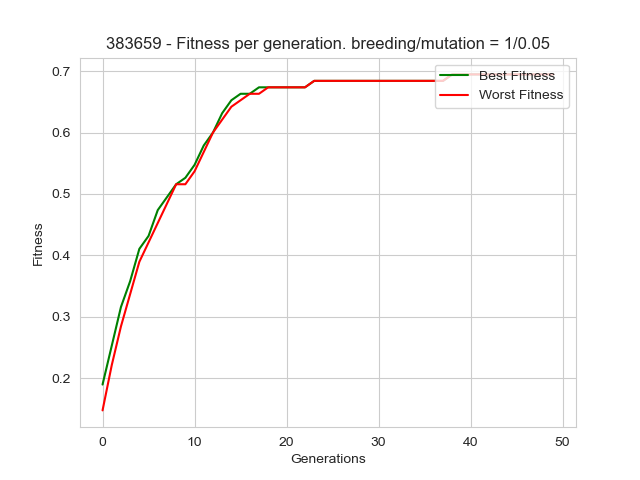 383659 - Fitness per generation. breeding/mutation = 1/0.05
Best Fitness
Worst Fitness
0.7
0.6
0.5
0.4
0.3
0.2
Fitness
0
10
20
30
40
50
Generations